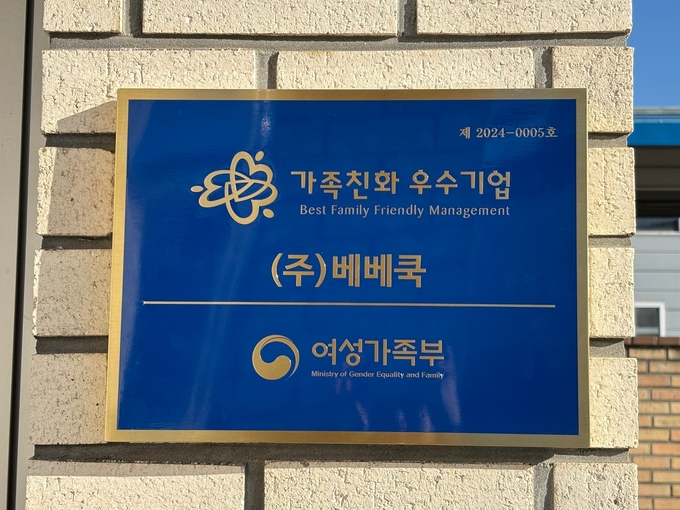 제 2024-0005호
가족친화 우수기업
Best Family Friendly Management
(주)베베쿡
여성가족부
Ministry of Gender Equality and Family